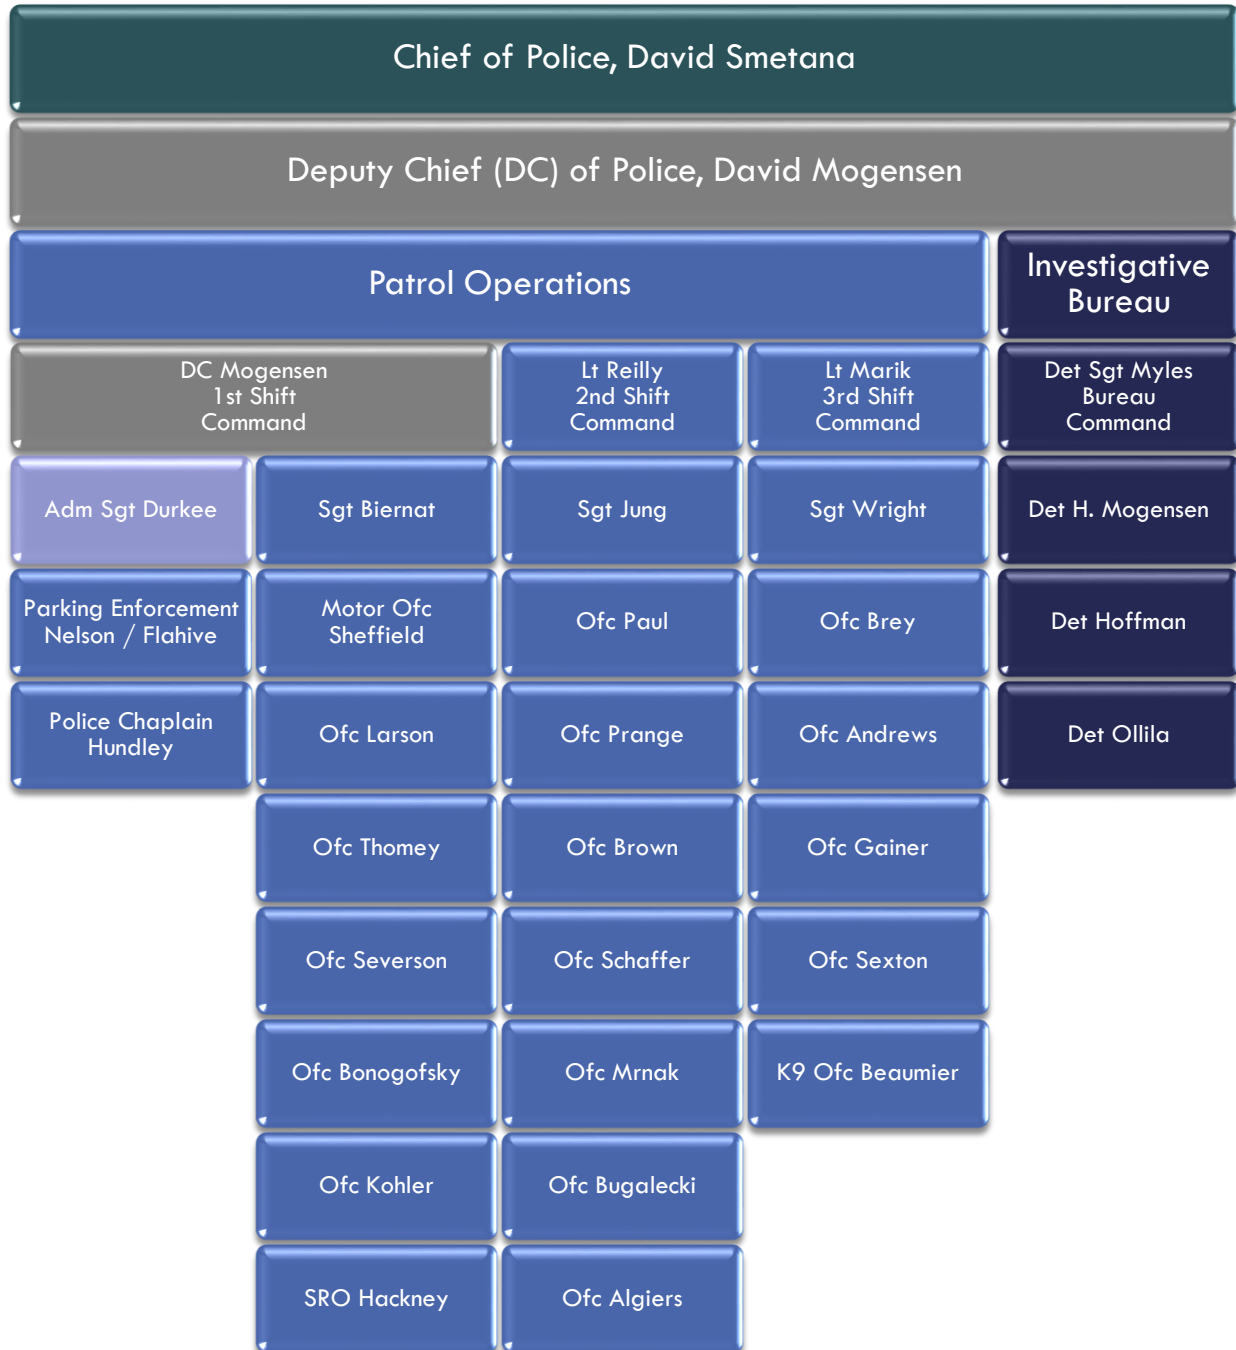 Chief of Police, David Smetana
Deputy Chief (DC) of Police, David Mogensen
Patrol Operations
Investigative
Bureau
DC Mogensen
1st Shift
Command
Lt Reilly
2nd Shift
Command
Lt Marik
3rd Shift
Command
Det Sgt Myles
Bureau
Command
Adm Sgt Durkee
Sgt Biernat
Sgt Jung
Sgt Wright
Det H. Mogensen
Parking Enforcement
Nelson / Flahive
Motor Ofc
Sheffield
Ofc Paul
Ofc Brey
Det Hoffman
Police Chaplain
Hundley
Ofc Larson
Ofc Prange
Ofc Andrews
Det Ollila
Ofc Thomey
Ofc Brown
Ofc Gainer
Ofc Severson
Ofc Schaffer
Ofc Sexton
Ofc Bonogofsky
Ofc Mrnak
K9 Ofc Beaumier
Ofc Kohler
Ofc Bugalecki
SRO Hackney
Ofc Algiers